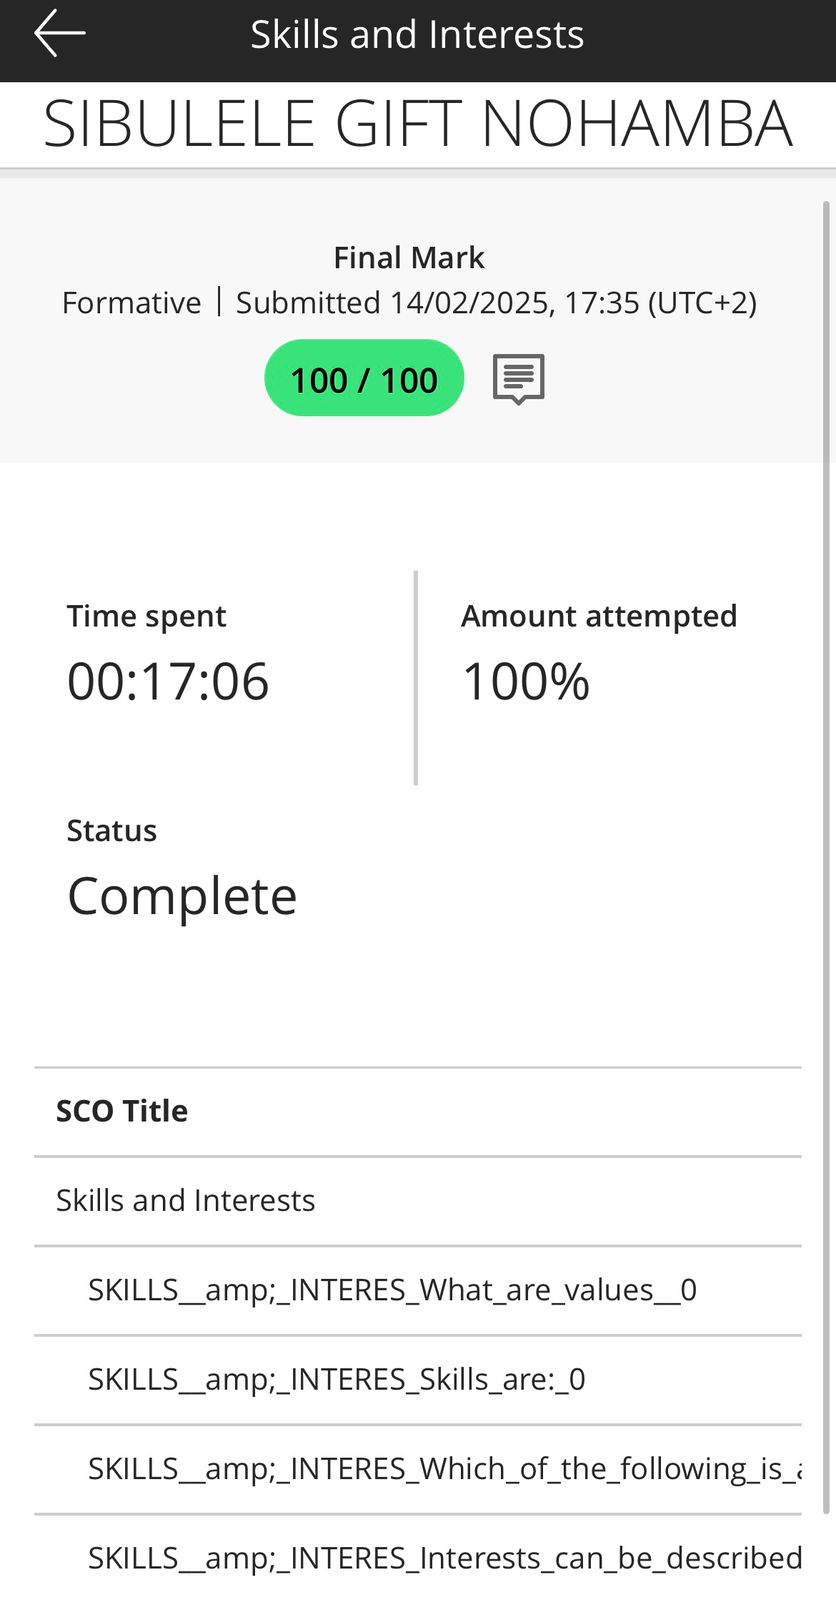 Skills and Interests
SIBULELE GIFT NOHAMBA
Final Mark
Formative | Submitted 14/02/2025, 17:35 (UTC+2)
100 / 100
Time spent
Amount attempted
00:17:06
100%
Status
Complete
SCO Title
Skills and Interests
SKILLS__amp;_INTERES_What_are_values__0
SKILLS__amp;_INTERES_Skills_are:_0
SKILLS__amp;_INTERES_Which_of_the_following_is_
SKILLS__amp;_INTERES_Interests_can_be_described